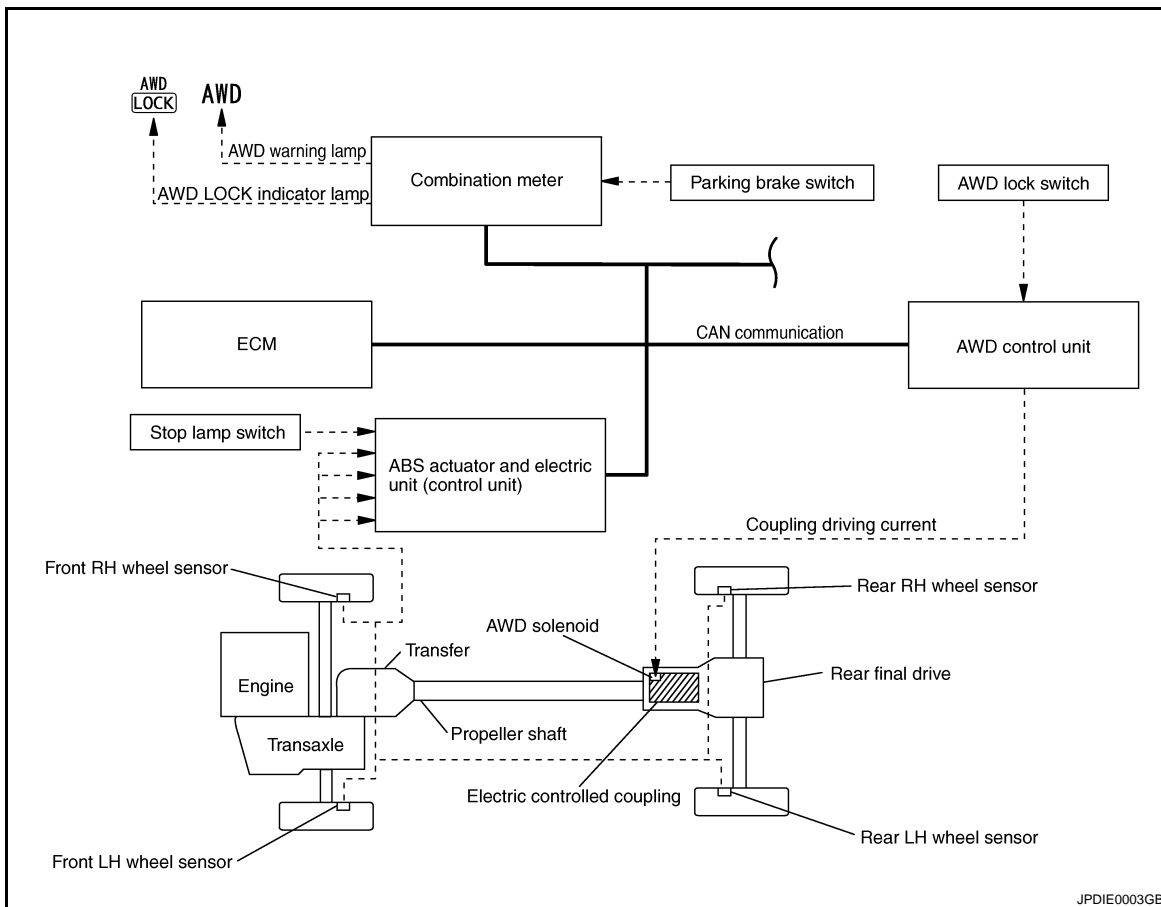 AWD
LOCK
AWD
AWD warning lamp
AWD LOCK indicator lamp
Combination meter
Parking brake switch
AWD lock switch
ECM
CAN communication
AWD control unit
Stop lamp switch
ABS actuator and electric
unit (control unit)
Coupling driving current
Front RH wheel sensor
Rear RH wheel sensor
AWD solenoid
Transfer
Engine
Rear final drive
Propeller shaft
Transaxle
Electric controlled coupling
Rear LH wheel sensor
Front LH wheel sensor
JPDIE0003GB